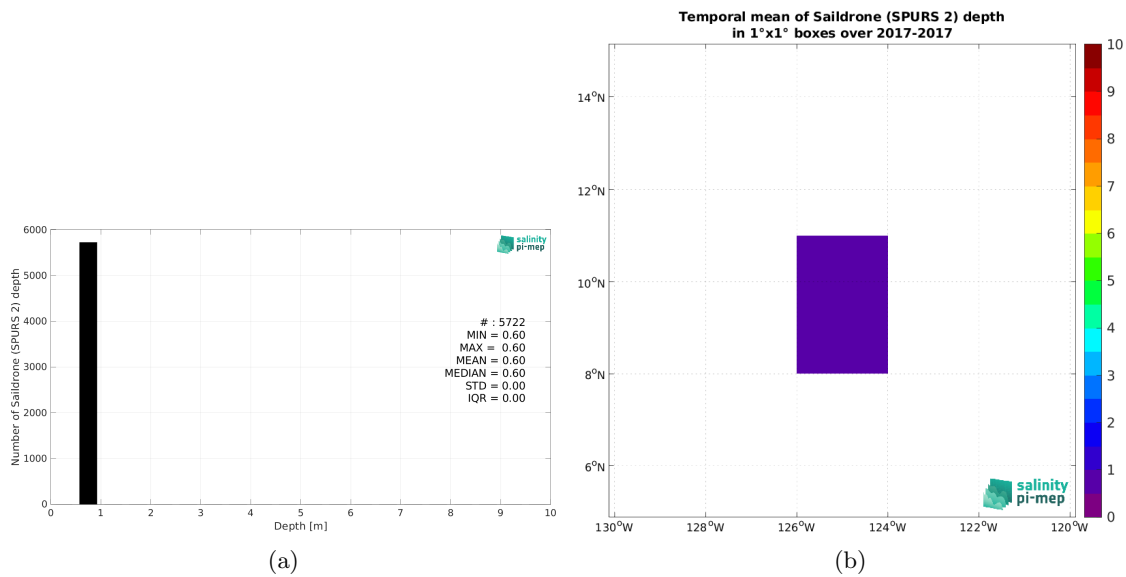 Number of Saildrone (SPURS 2) depth
6000
5000
4000
3000
2000
1000
0
0 1 2 3 4 5 6 7 8 9 10
Depth [m]
salinity
pi-mep
# : 5722
MIN = 0.60
MAX = 0.60
MEAN = 0.60
MEDIAN = 0.60
STD = 0.00
IQR = 0.00
(a)
Temporal mean of Saildrone (SPURS 2) depth
in 1°x1° boxes over 2017-2017
14°N
12°N
10°N
8°N
6°N
130°W 128°W 126°W 124°W 122°W 120°W
salinity
pi-mep
10
9
8
7
6
5
4
3
2
1
0
(b)